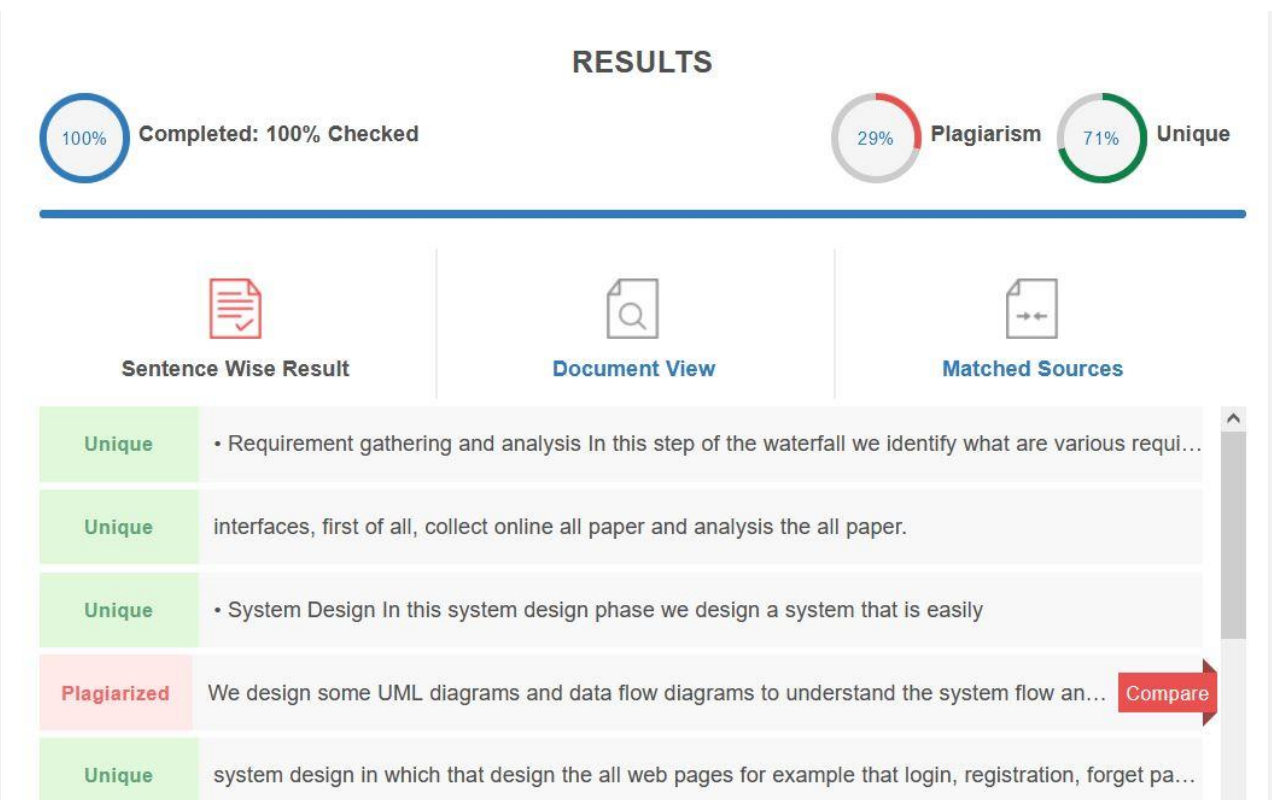 RESULTS
100% Completed: 100% Checked 29% Plagiarism 71% Unique
Sentence Wise Result Document View Matched Sources
Unique • Requirement gathering and analysis In this step of the waterfall we identify what are various requi...
Unique interfaces, first of all, collect online all paper and analysis the all paper.
Unique • System Design In this system design phase we design a system that is easily
Plagiarized We design some UML diagrams and data flow diagrams to understand the system flow an... Compare
Unique system design in which that design the all web pages for example that login, registration, forget pa...